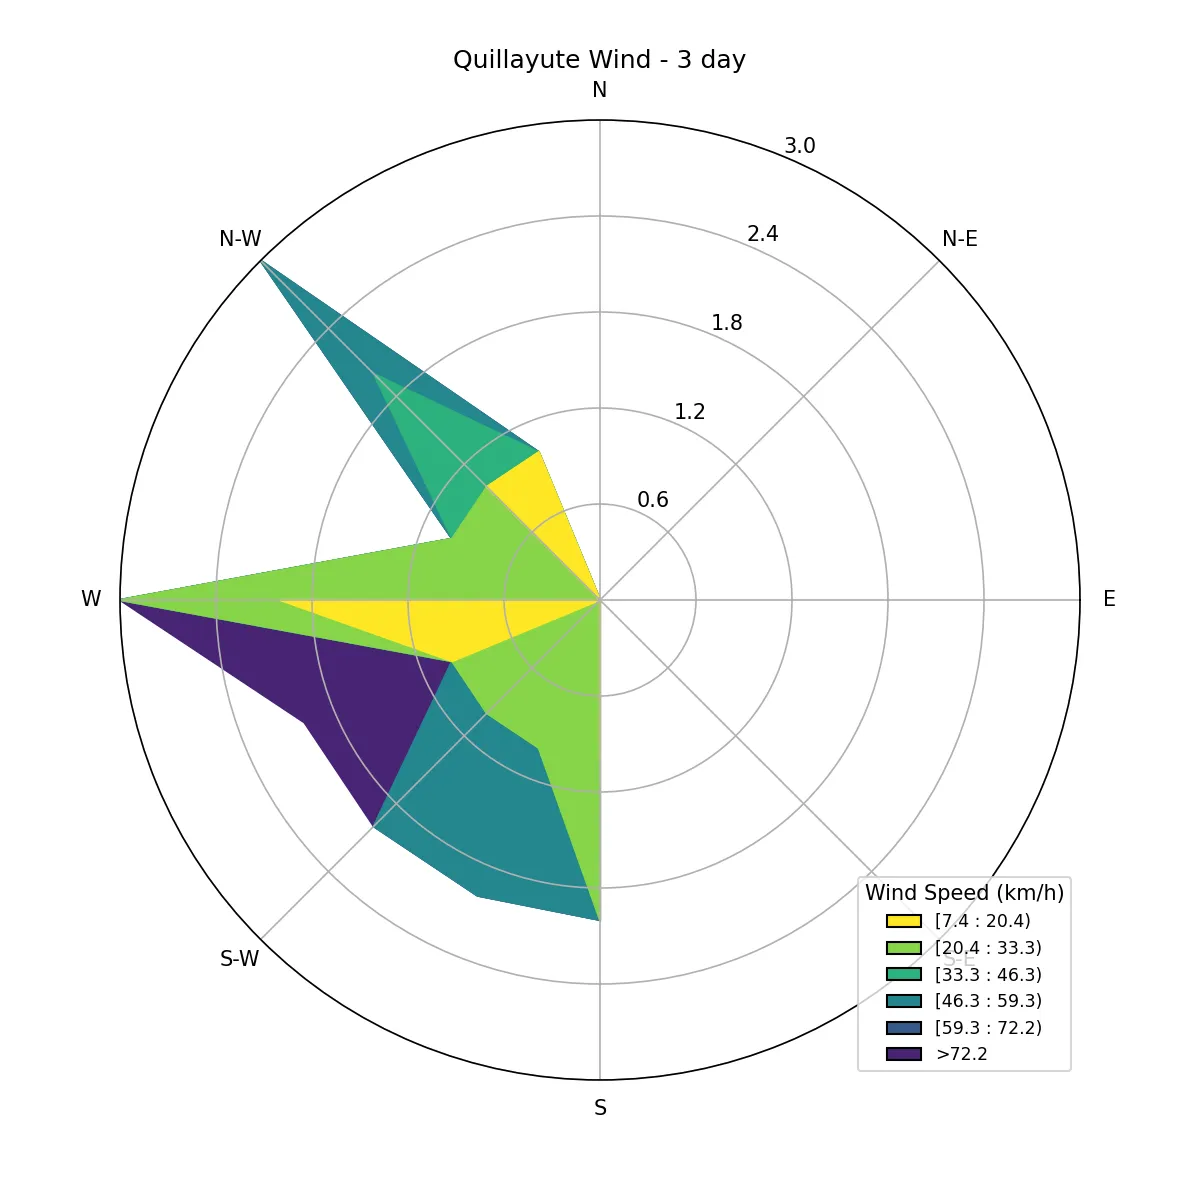 Quillayute Wind - 3 day
N
3.0
N-W
N-E
2.4
1.8
1.2
0.6
W
E
S-W
S-E
S
Wind Speed (km/h)
[7.4 : 20.4)
[20.4 : 33.3)
[33.3 : 46.3)
[46.3 : 59.3)
[59.3 : 72.2)
>72.2